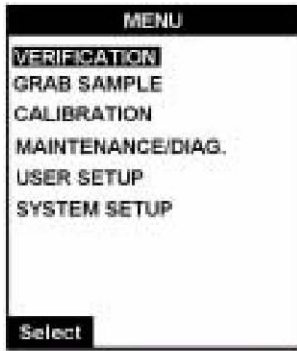 MENU
VERIFICATION
GRAB SAMPLE
CALIBRATION
MAINTENANCE/DIAG.
USER SETUP
SYSTEM SETUP
Select